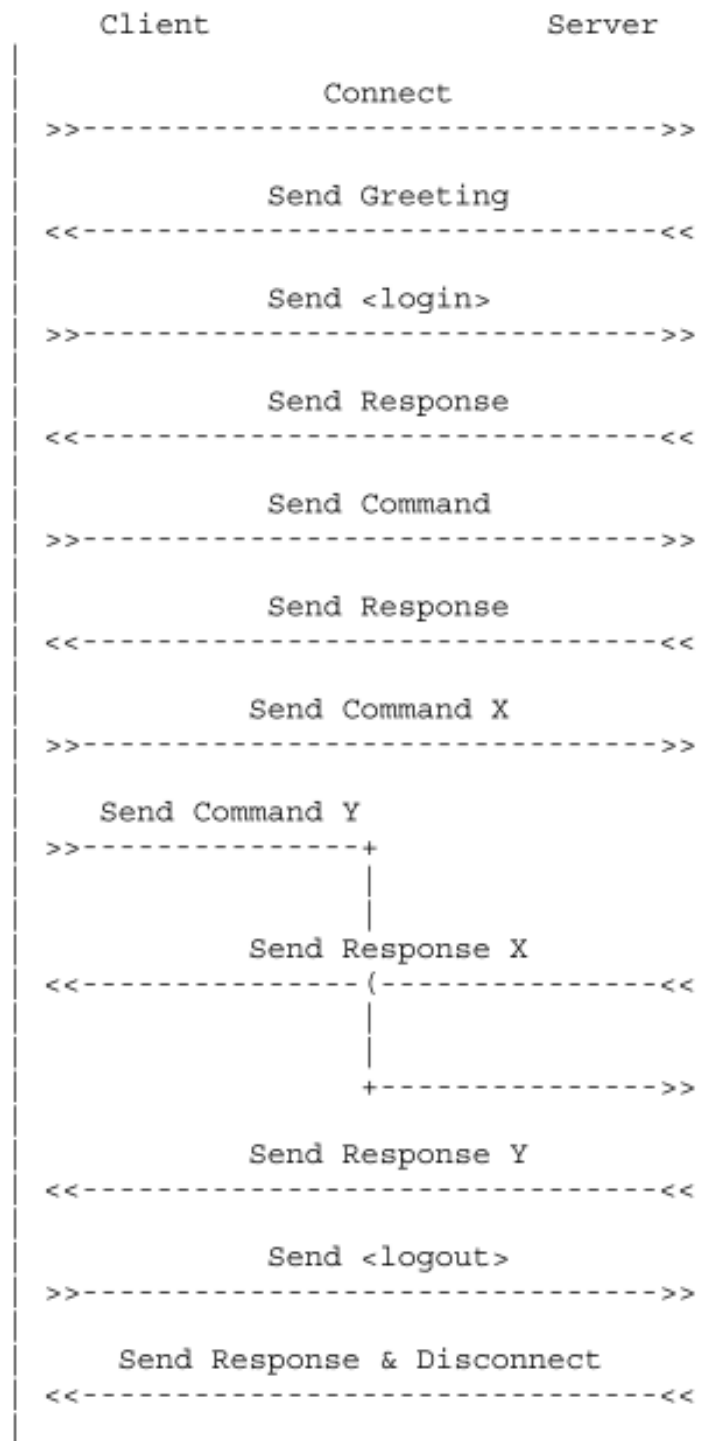 Client Server
Connect
>>------------------------------->>
Send Greeting
<<-------------------------------<<
Send <login>
>>------------------------------->>
Send Response
<<-------------------------------<<
Send Command
>>------------------------------->>
Send Response
<<-------------------------------<<
Send Command X
>>------------------------------->>
Send Command Y
>>---------------+
|
|
Send Response X
<<---------------(---------------<<
|
|
+--------------->>
Send Response Y
<<-------------------------------<<
Send <logout>
>>------------------------------->>
Send Response & Disconnect
<<-------------------------------<<